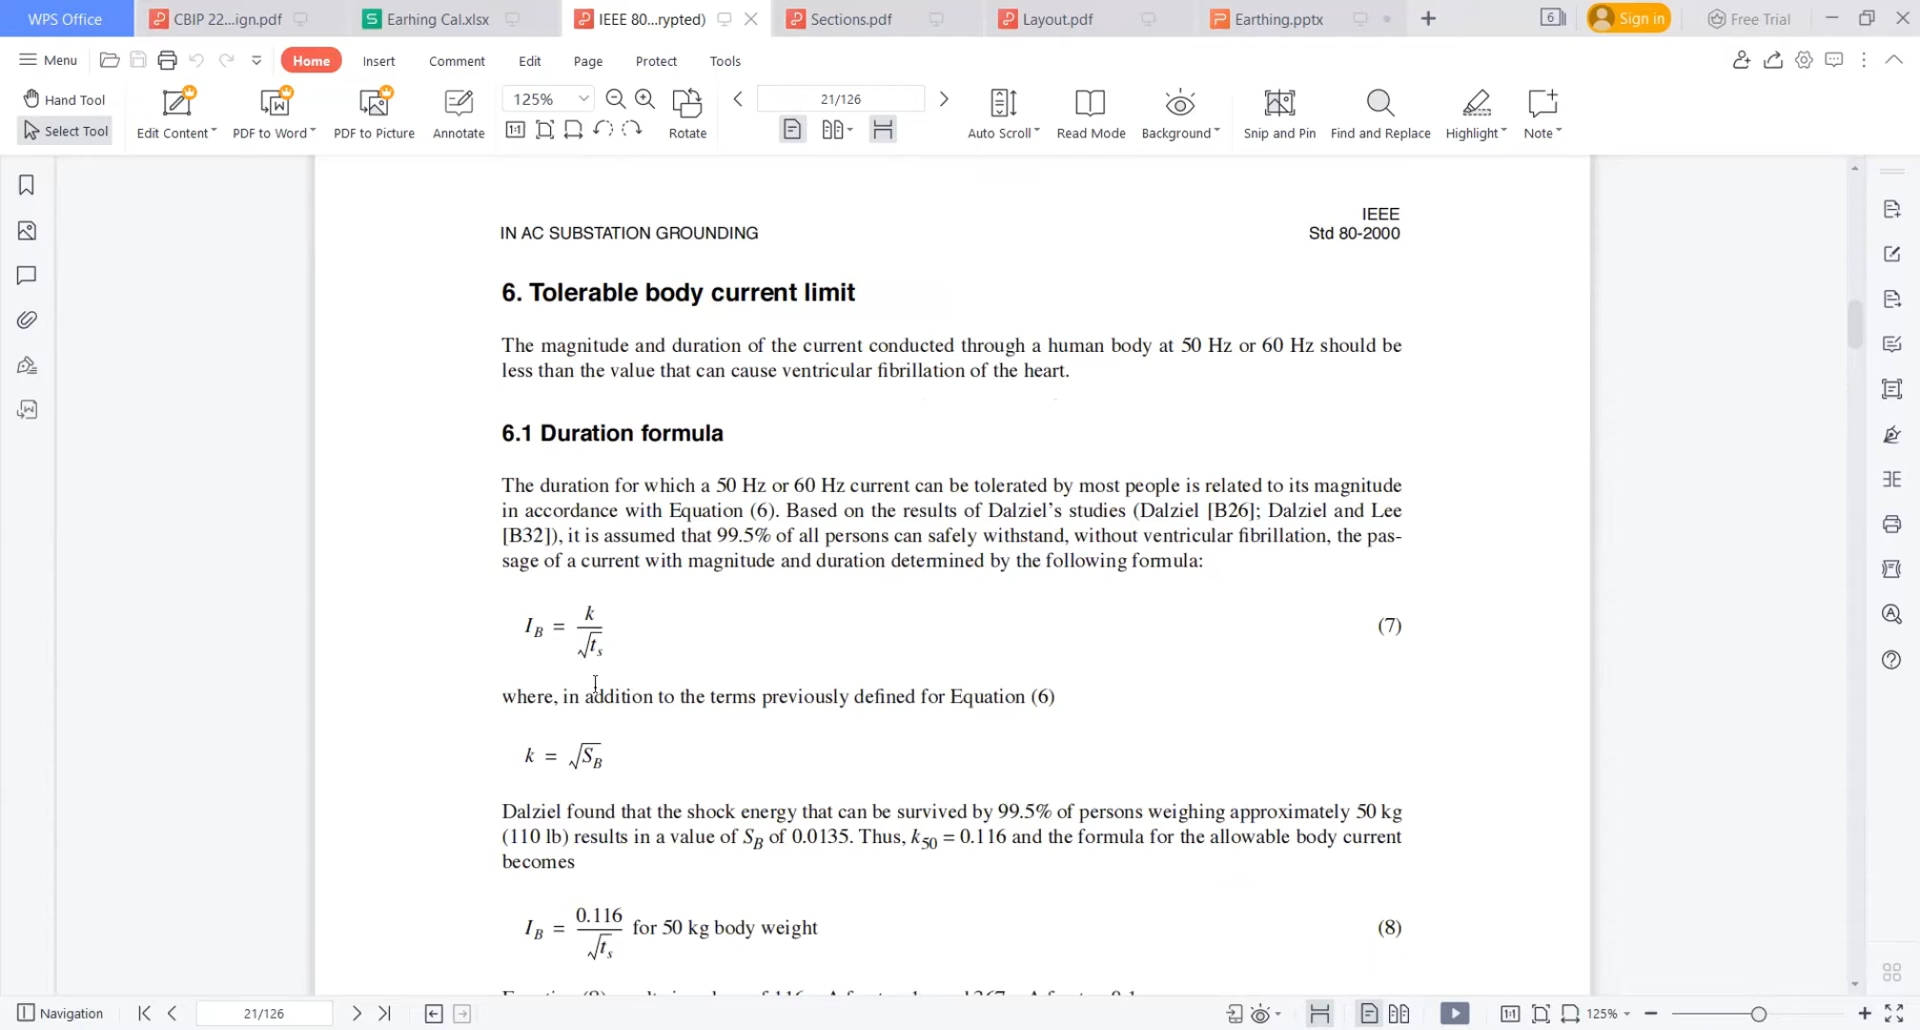 WPS Office
CBIP 22...ign.pdf
Earhing Cal.xlsx
IEEE 80...rypted)
Sections.pdf
Layout.pdf
Earthing.pptx
6
Sign in
Free Trial
Menu
Home
Insert
Comment
Edit
Page
Protect
Tools
Hand Tool
Select Tool
Edit Content
PDF to Word
PDF to Picture
Annotate
125%
Rotate
21/126
Auto Scroll
Read Mode
Background
Snip and Pin
Find and Replace
Highlight
Note
IEEE
IN AC SUBSTATION GROUNDING Std 80-2000
6. Tolerable body current limit
The magnitude and duration of the current conducted through a human body at 50 Hz or 60 Hz should be
less than the value that can cause ventricular fibrillation of the heart.
6.1 Duration formula
The duration for which a 50 Hz or 60 Hz current can be tolerated by most people is related to its magnitude
in accordance with Equation (6). Based on the results of Dalziel's studies (Dalziel [B26]; Dalziel and Lee
[B32]), it is assumed that 99.5% of all persons can safely withstand, without ventricular fibrillation, the pas-
sage of a current with magnitude and duration determined by the following formula:
I_B = k / √t_s (7)
where, in addition to the terms previously defined for Equation (6)
k = √S_B
Dalziel found that the shock energy that can be survived by 99.5% of persons weighing approximately 50 kg
(110 lb) results in a value of S_B of 0.0135. Thus, k_50 = 0.116 and the formula for the allowable body current
becomes
I_B = 0.116 / √t_s for 50 kg body weight (8)
Navigation
21/126
125%